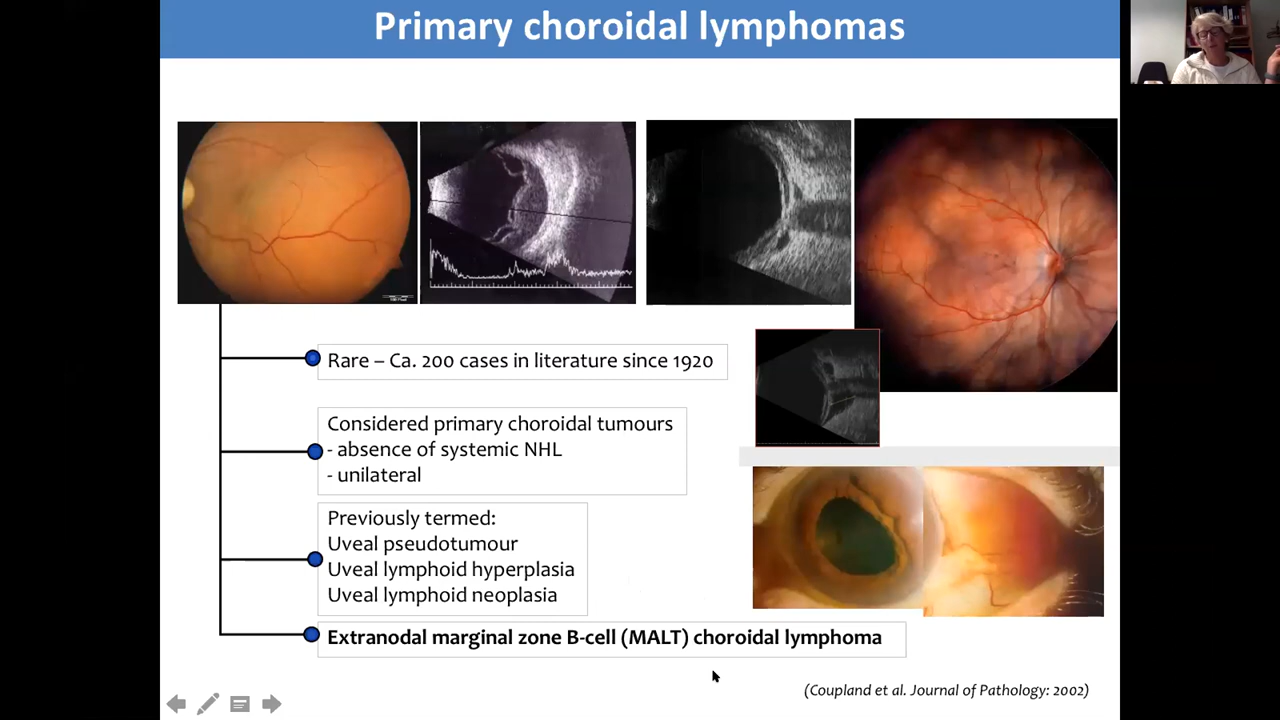 Primary choroidal lymphomas
Rare – Ca. 200 cases in literature since 1920
Considered primary choroidal tumours
- absence of systemic NHL
- unilateral
Previously termed:
Uveal pseudotumour
Uveal lymphoid hyperplasia
Uveal lymphoid neoplasia
Extranodal marginal zone B-cell (MALT) choroidal lymphoma
(Coupland et al. Journal of Pathology: 2002)